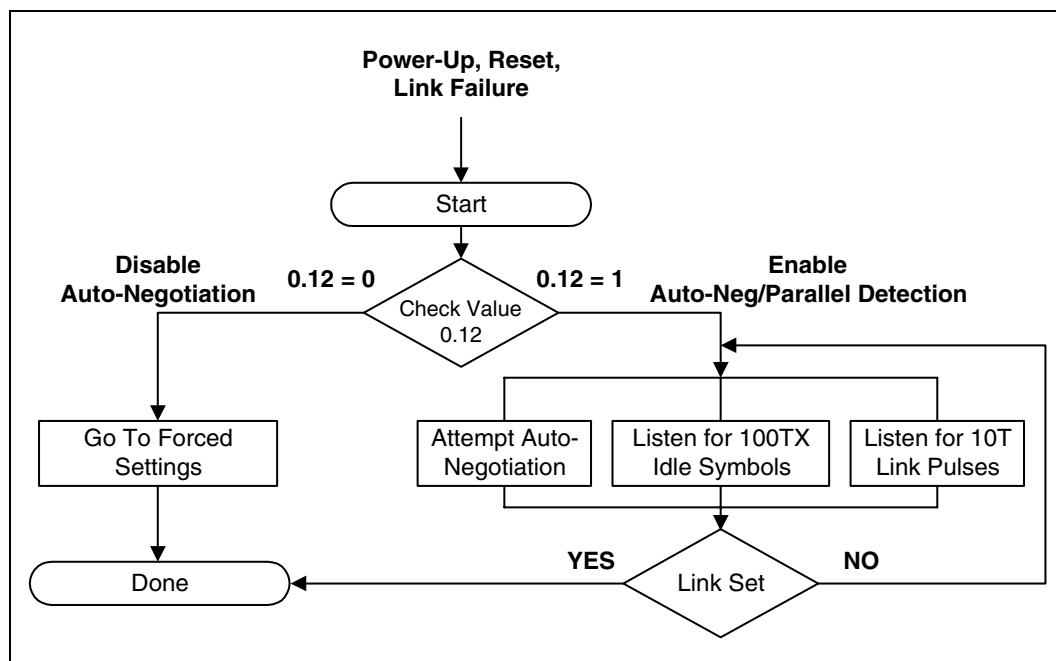 Power-Up, Reset,
Link Failure
Start
Disable
Auto-Negotiation
0.12 = 0
0.12 = 1
Enable
Auto-Neg/Parallel Detection
Check Value
0.12
Go To Forced
Settings
Attempt Auto-
Negotiation
Listen for 100TX
Idle Symbols
Listen for 10T
Link Pulses
Done
YES
Link Set
NO